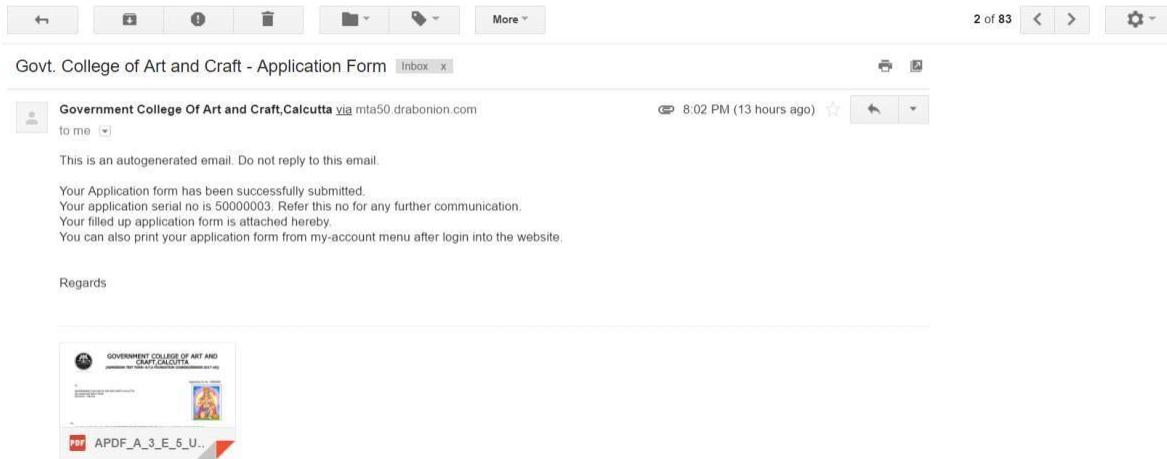 More
2 of 83
Govt. College of Art and Craft - Application Form Inbox x
Government College Of Art and Craft,Calcutta via mta50.drabonion.com 8:02 PM (13 hours ago)
to me
This is an autogenerated email. Do not reply to this email.
Your Application form has been successfully submitted.
Your application serial no is 50000003. Refer this no for any further communication.
Your filled up application form is attached hereby.
You can also print your application form from my-account menu after login into the website.
Regards
GOVERNMENT COLLEGE OF ART AND
CRAFT,CALCUTTA
PDF APDF_A_3_E_5_U..